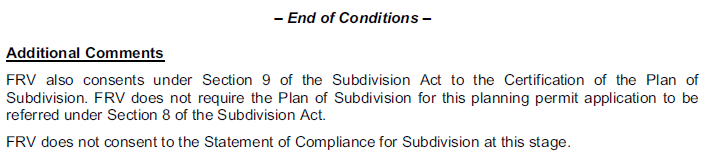 – End of Conditions –
Additional Comments
FRV also consents under Section 9 of the Subdivision Act to the Certification of the Plan of
Subdivision. FRV does not require the Plan of Subdivision for this planning permit application to be
referred under Section 8 of the Subdivision Act.
FRV does not consent to the Statement of Compliance for Subdivision at this stage.